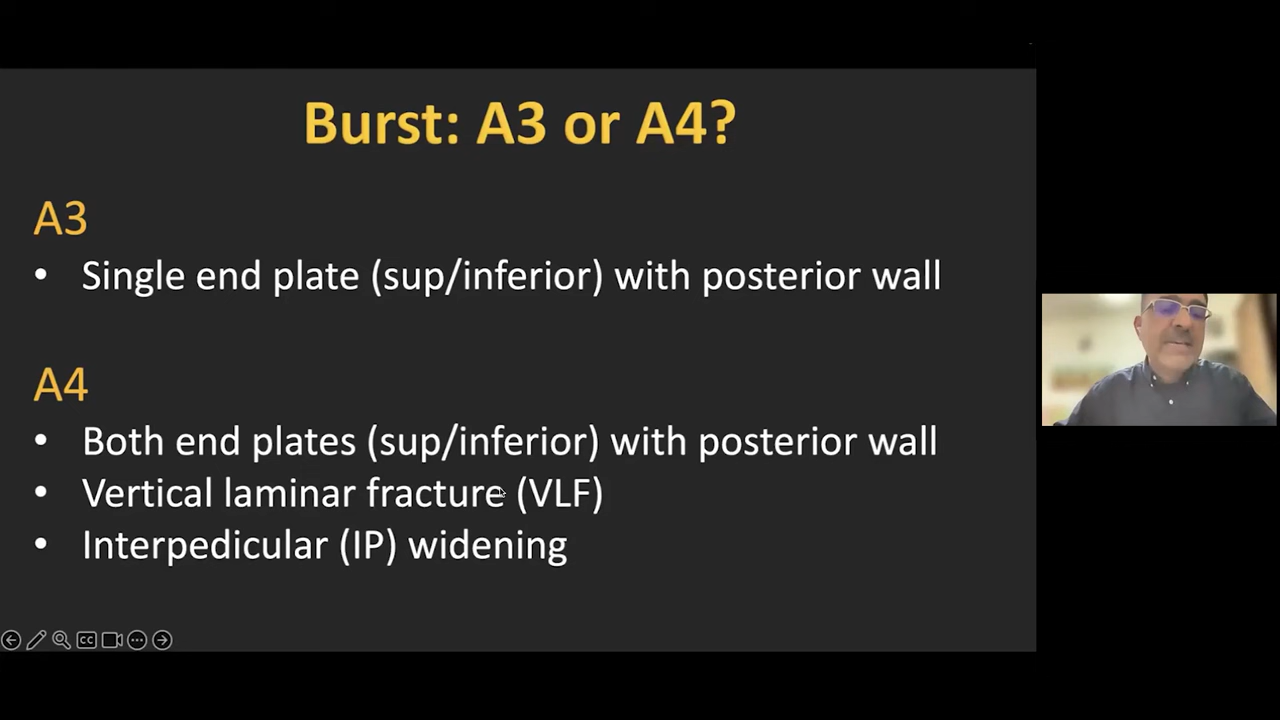 Burst: A3 or A4?
A3
• Single end plate (sup/inferior) with posterior wall
A4
• Both end plates (sup/inferior) with posterior wall
• Vertical laminar fracture (VLF)
• Interpedicular (IP) widening
CC